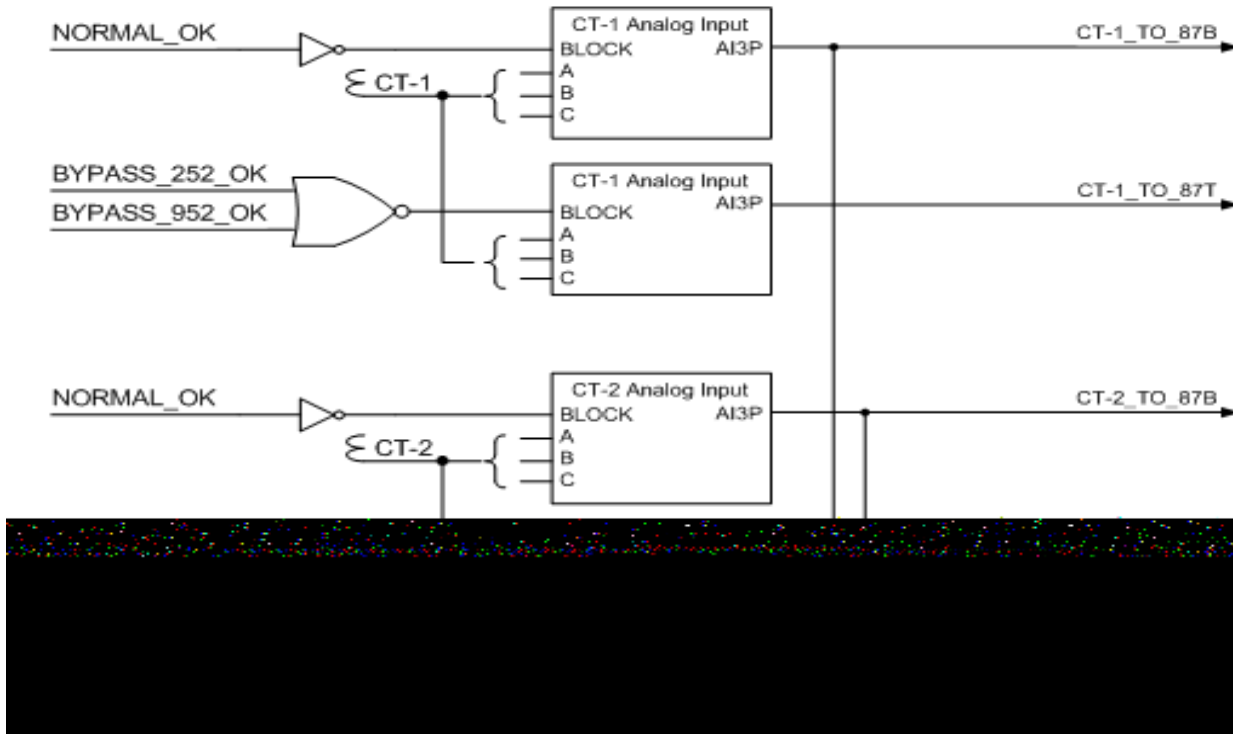 CT-1 Analog Input
NORMAL_OK
BLOCK
AI3P
CT-1_TO_87B
CT-1
A
B
C
BYPASS_252_OK
BYPASS_952_OK
CT-1 Analog Input
BLOCK
AI3P
CT-1_TO_87T
A
B
C
CT-2 Analog Input
NORMAL_OK
BLOCK
AI3P
CT-2_TO_87B
CT-2
A
B
C